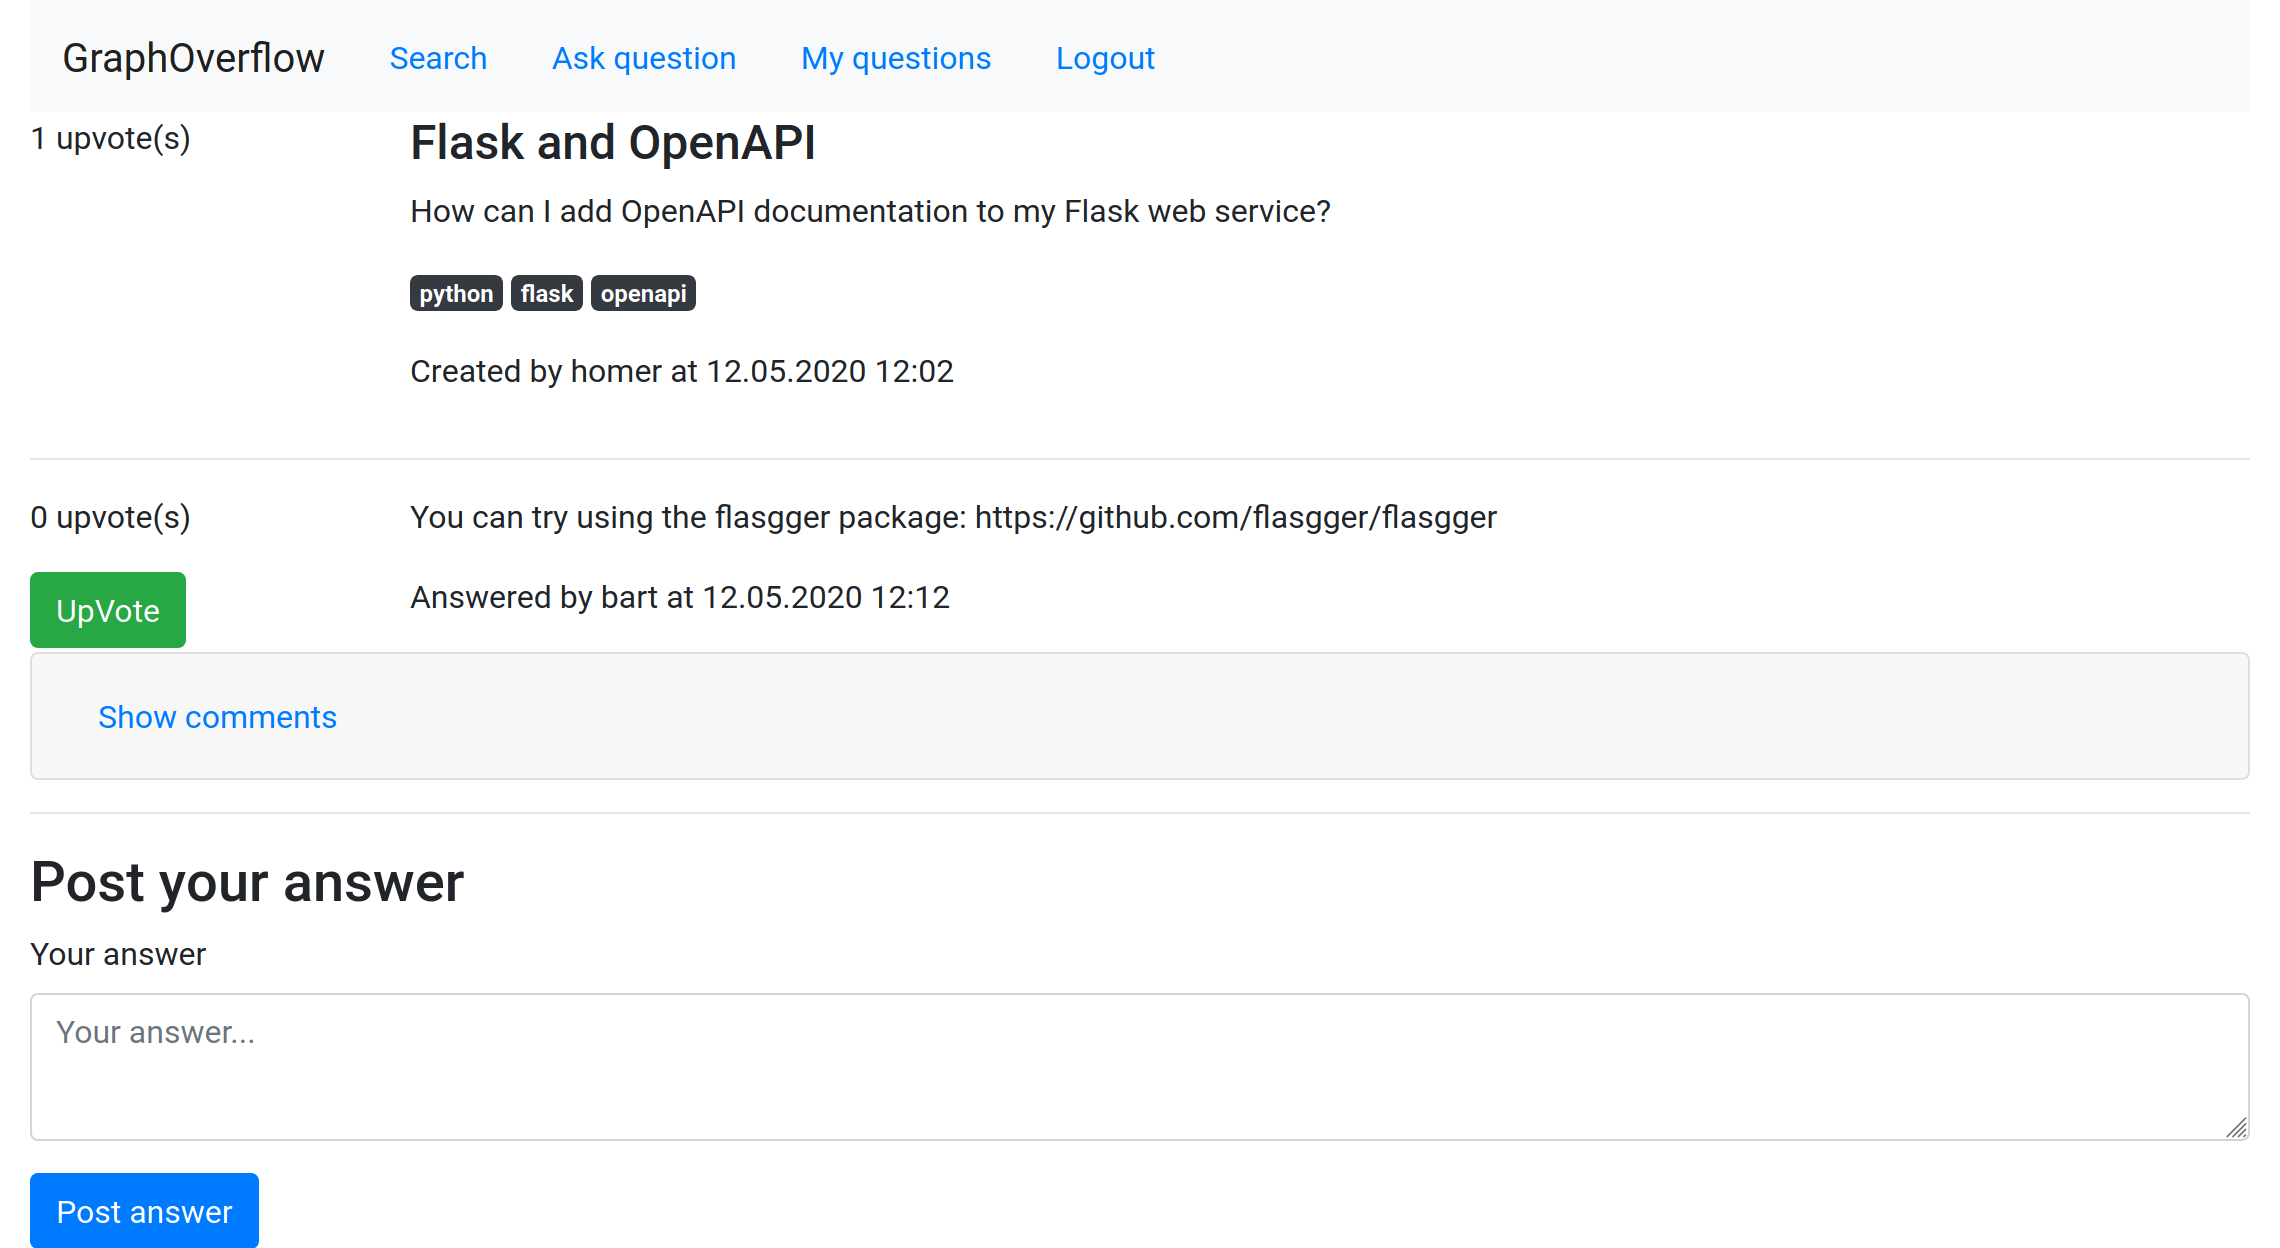 GraphOverflow Search Ask question My questions Logout
1 upvote(s)
Flask and OpenAPI
How can I add OpenAPI documentation to my Flask web service?
python flask openapi
Created by homer at 12.05.2020 12:02
0 upvote(s)
You can try using the flasgger package: https://github.com/flasgger/flasgger
UpVote
Answered by bart at 12.05.2020 12:12
Show comments
Post your answer
Your answer
Your answer...
Post answer